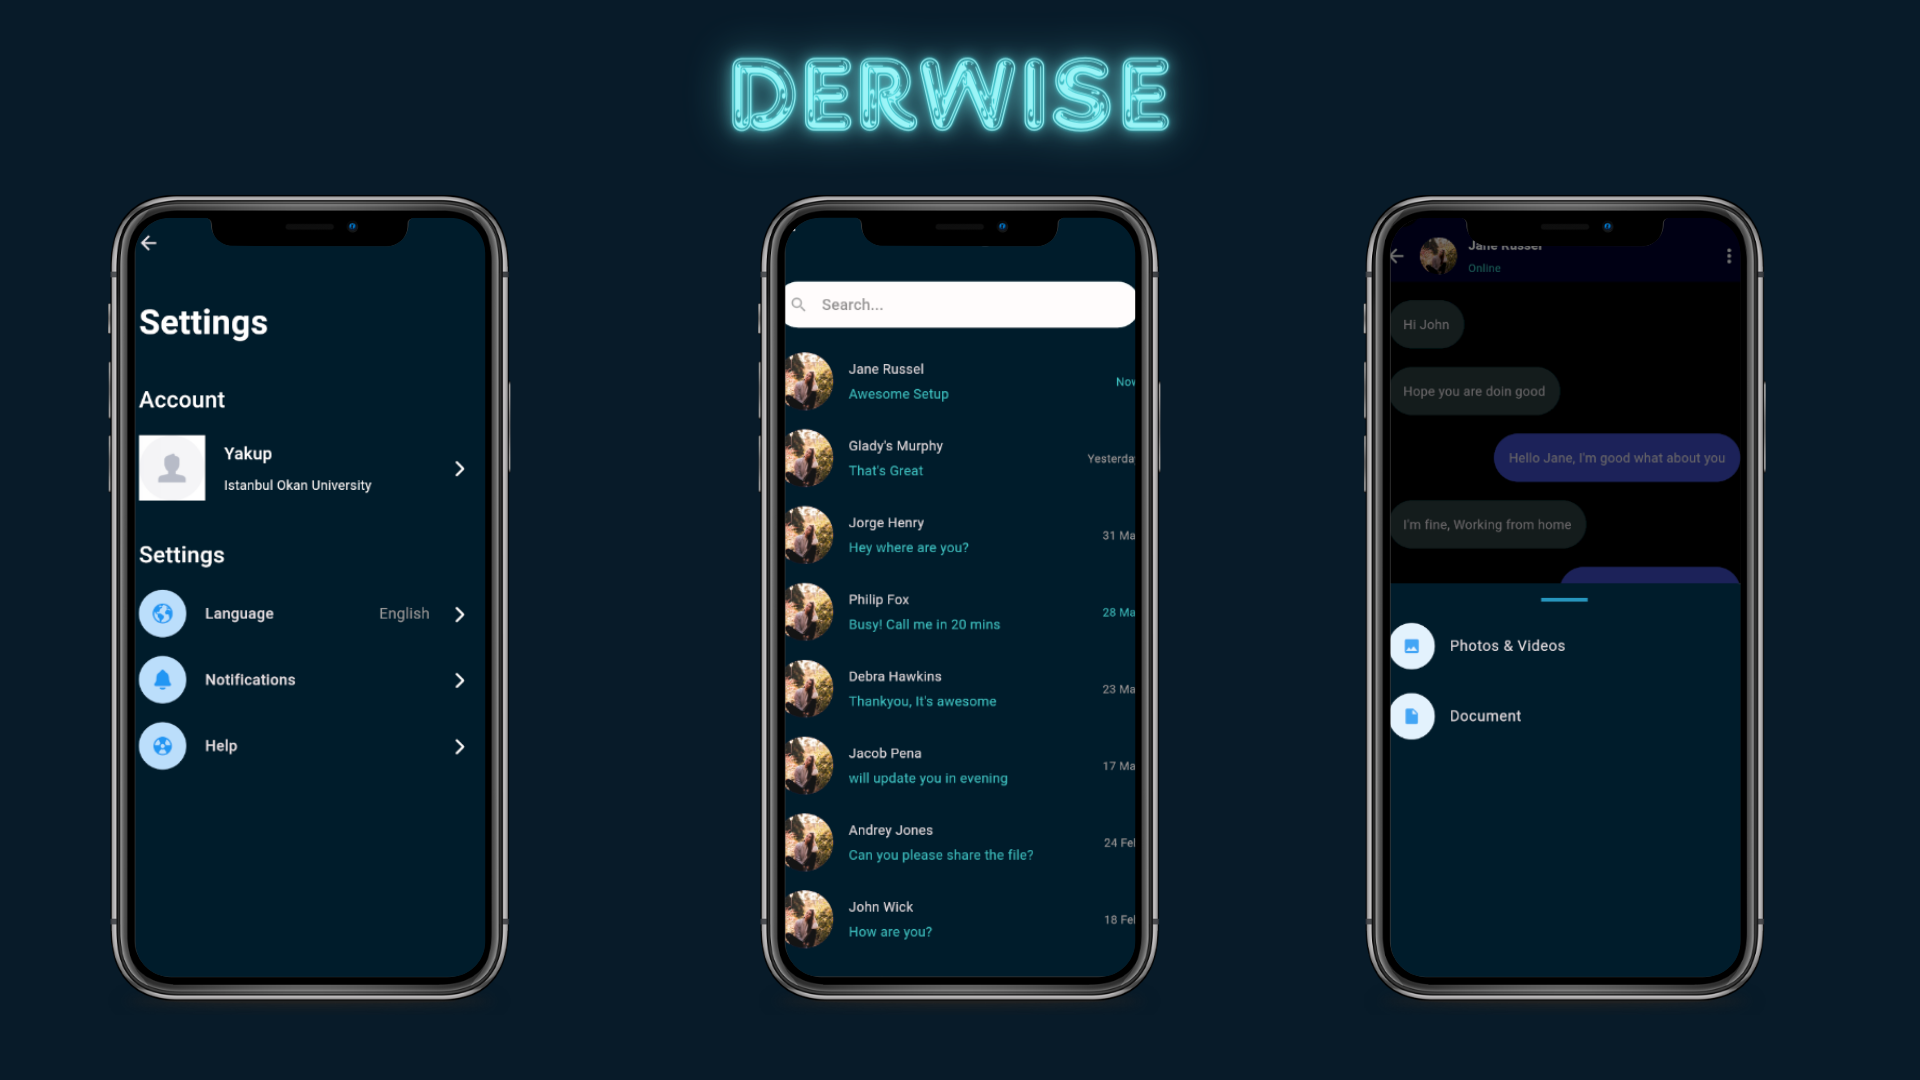 DERWISE
Settings
Account
Yakup
Istanbul Okan University
Settings
Language English
Notifications
Help
Search...
Jane Russel
Awesome Setup
Now
Glady's Murphy
That's Great
Yesterda
Jorge Henry
Hey where are you?
31 Ma
Philip Fox
Busy! Call me in 20 mins
28 Ma
Debra Hawkins
Thankyou, It's awesome
23 Ma
Jacob Pena
will update you in evening
17 Ma
Andrey Jones
Can you please share the file?
24 Fel
John Wick
How are you?
18 Fel
Jane Russel
Online
Hi John
Hope you are doin good
Hello Jane, I'm good what about you
I'm fine, Working from home
Photos & Videos
Document